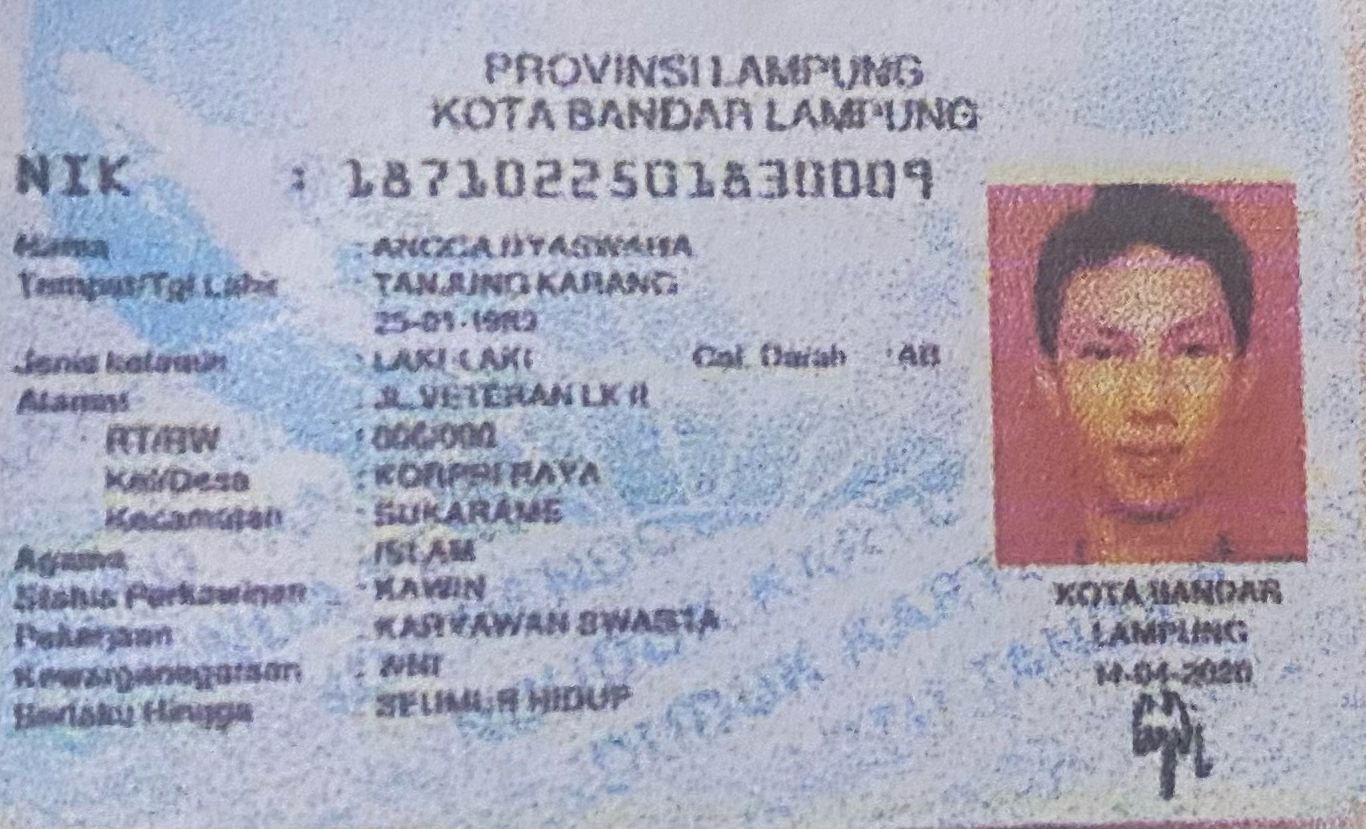 PROVINSI LAMPUNG
KOTA BANDAR LAMPUNG
NIK : 1871022501830009
Nama : ANGGA
Tempat/Tgl Lahir : TANJUNG KARANG
25-01-1983
Jenis kelamin : LAKI-LAKI Gol. Darah : AB
Alamat : JL. VETERAN LK II
RT/RW : 000/000
Kel/Desa : KORPRI RAYA
Kecamatan : SUKARAME
Agama : ISLAM
Status Perkawinan : KAWIN
Pekerjaan : KARYAWAN SWASTA
Kewarganegaraan : WNI
Berlaku Hingga : SEUMUR HIDUP
KOTA BANDAR
LAMPUNG
14-04-2020